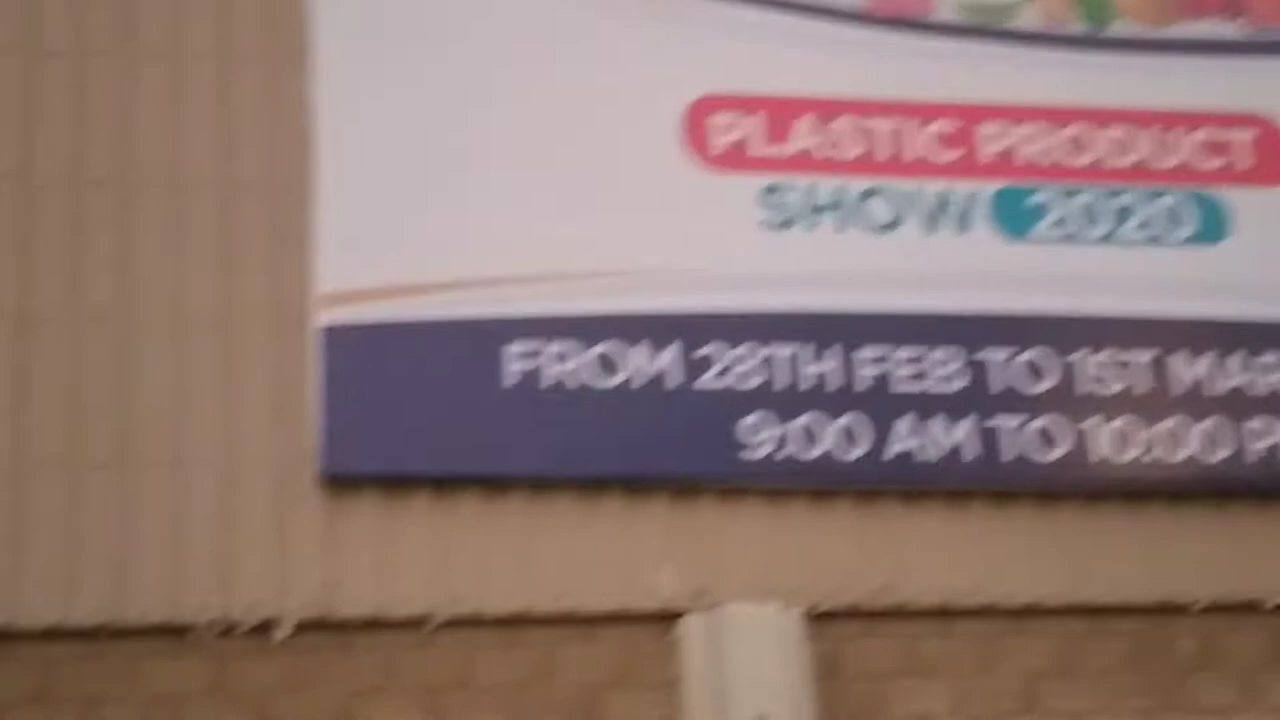 PLASTIC PRODUCT
SHOW 2020
FROM 28TH FEB TO 1ST MAR
9:00 AM TO 10:00 P